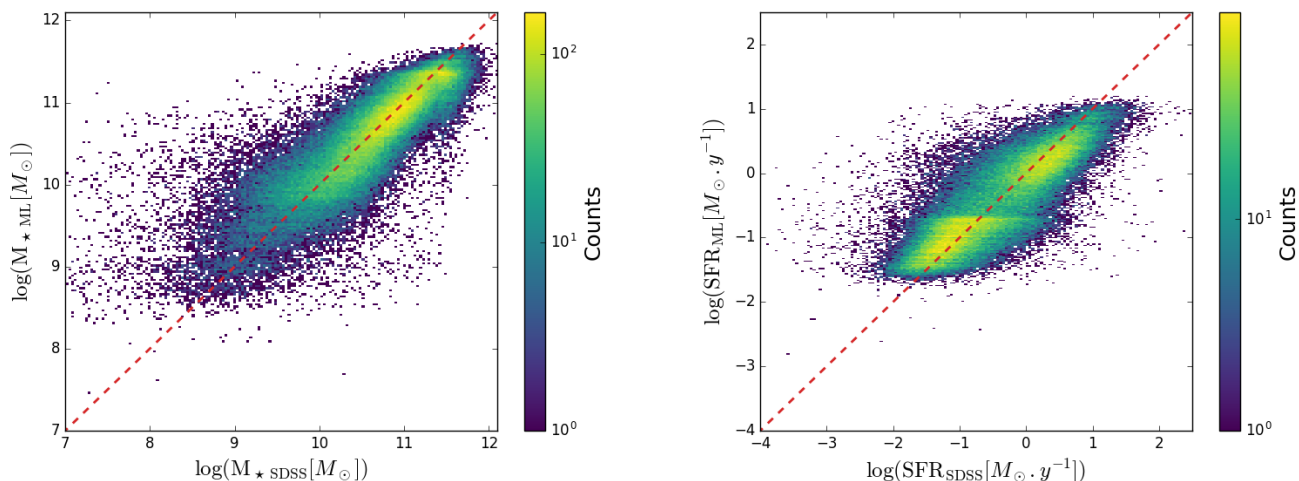 12
11
10
9
8
7
log(M⋆ ML[M⊙])
7 8 9 10 11 12
log(M⋆ SDSS[M⊙])
10²
10¹
10⁰
Counts
2
1
0
−1
−2
−3
−4
log(SFR_ML[M⊙. y⁻¹])
−4 −3 −2 −1 0 1 2
log(SFR_SDSS[M⊙. y⁻¹])
10¹
10⁰
Counts